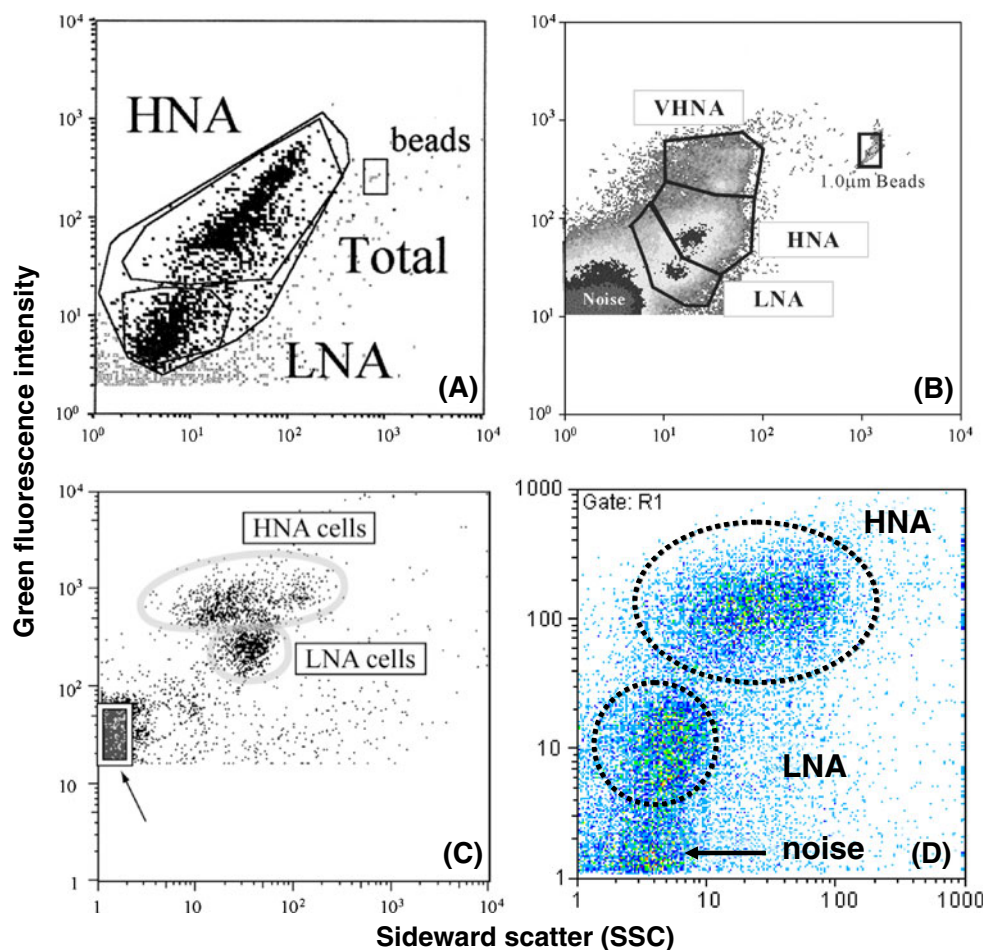 Green fluorescence intensity
10⁴
10³
10²
10¹
10⁰
HNA
beads
Total
LNA
(A)
10⁰
10¹
10²
10³
10⁴
10⁴
10³
10²
10¹
10⁰
VHNA
1.0µm Beads
HNA
Noise
LNA
(B)
10⁰
10¹
10²
10³
10⁴
10⁴
10³
10²
10
1
HNA cells
LNA cells
(C)
1
10
10²
10³
10⁴
1000
100
10
1
Gate: R1
HNA
LNA
noise
(D)
1
10
100
1000
Sideward scatter (SSC)